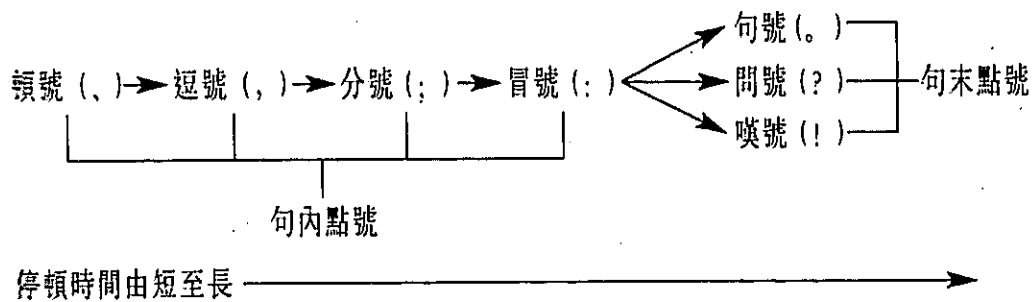 句號(。)
頓號(、) 逗號(,) 分號(;) 冒號(:) 問號(?) 句末點號
嘆號(!)
句內點號
停頓時間由短至長